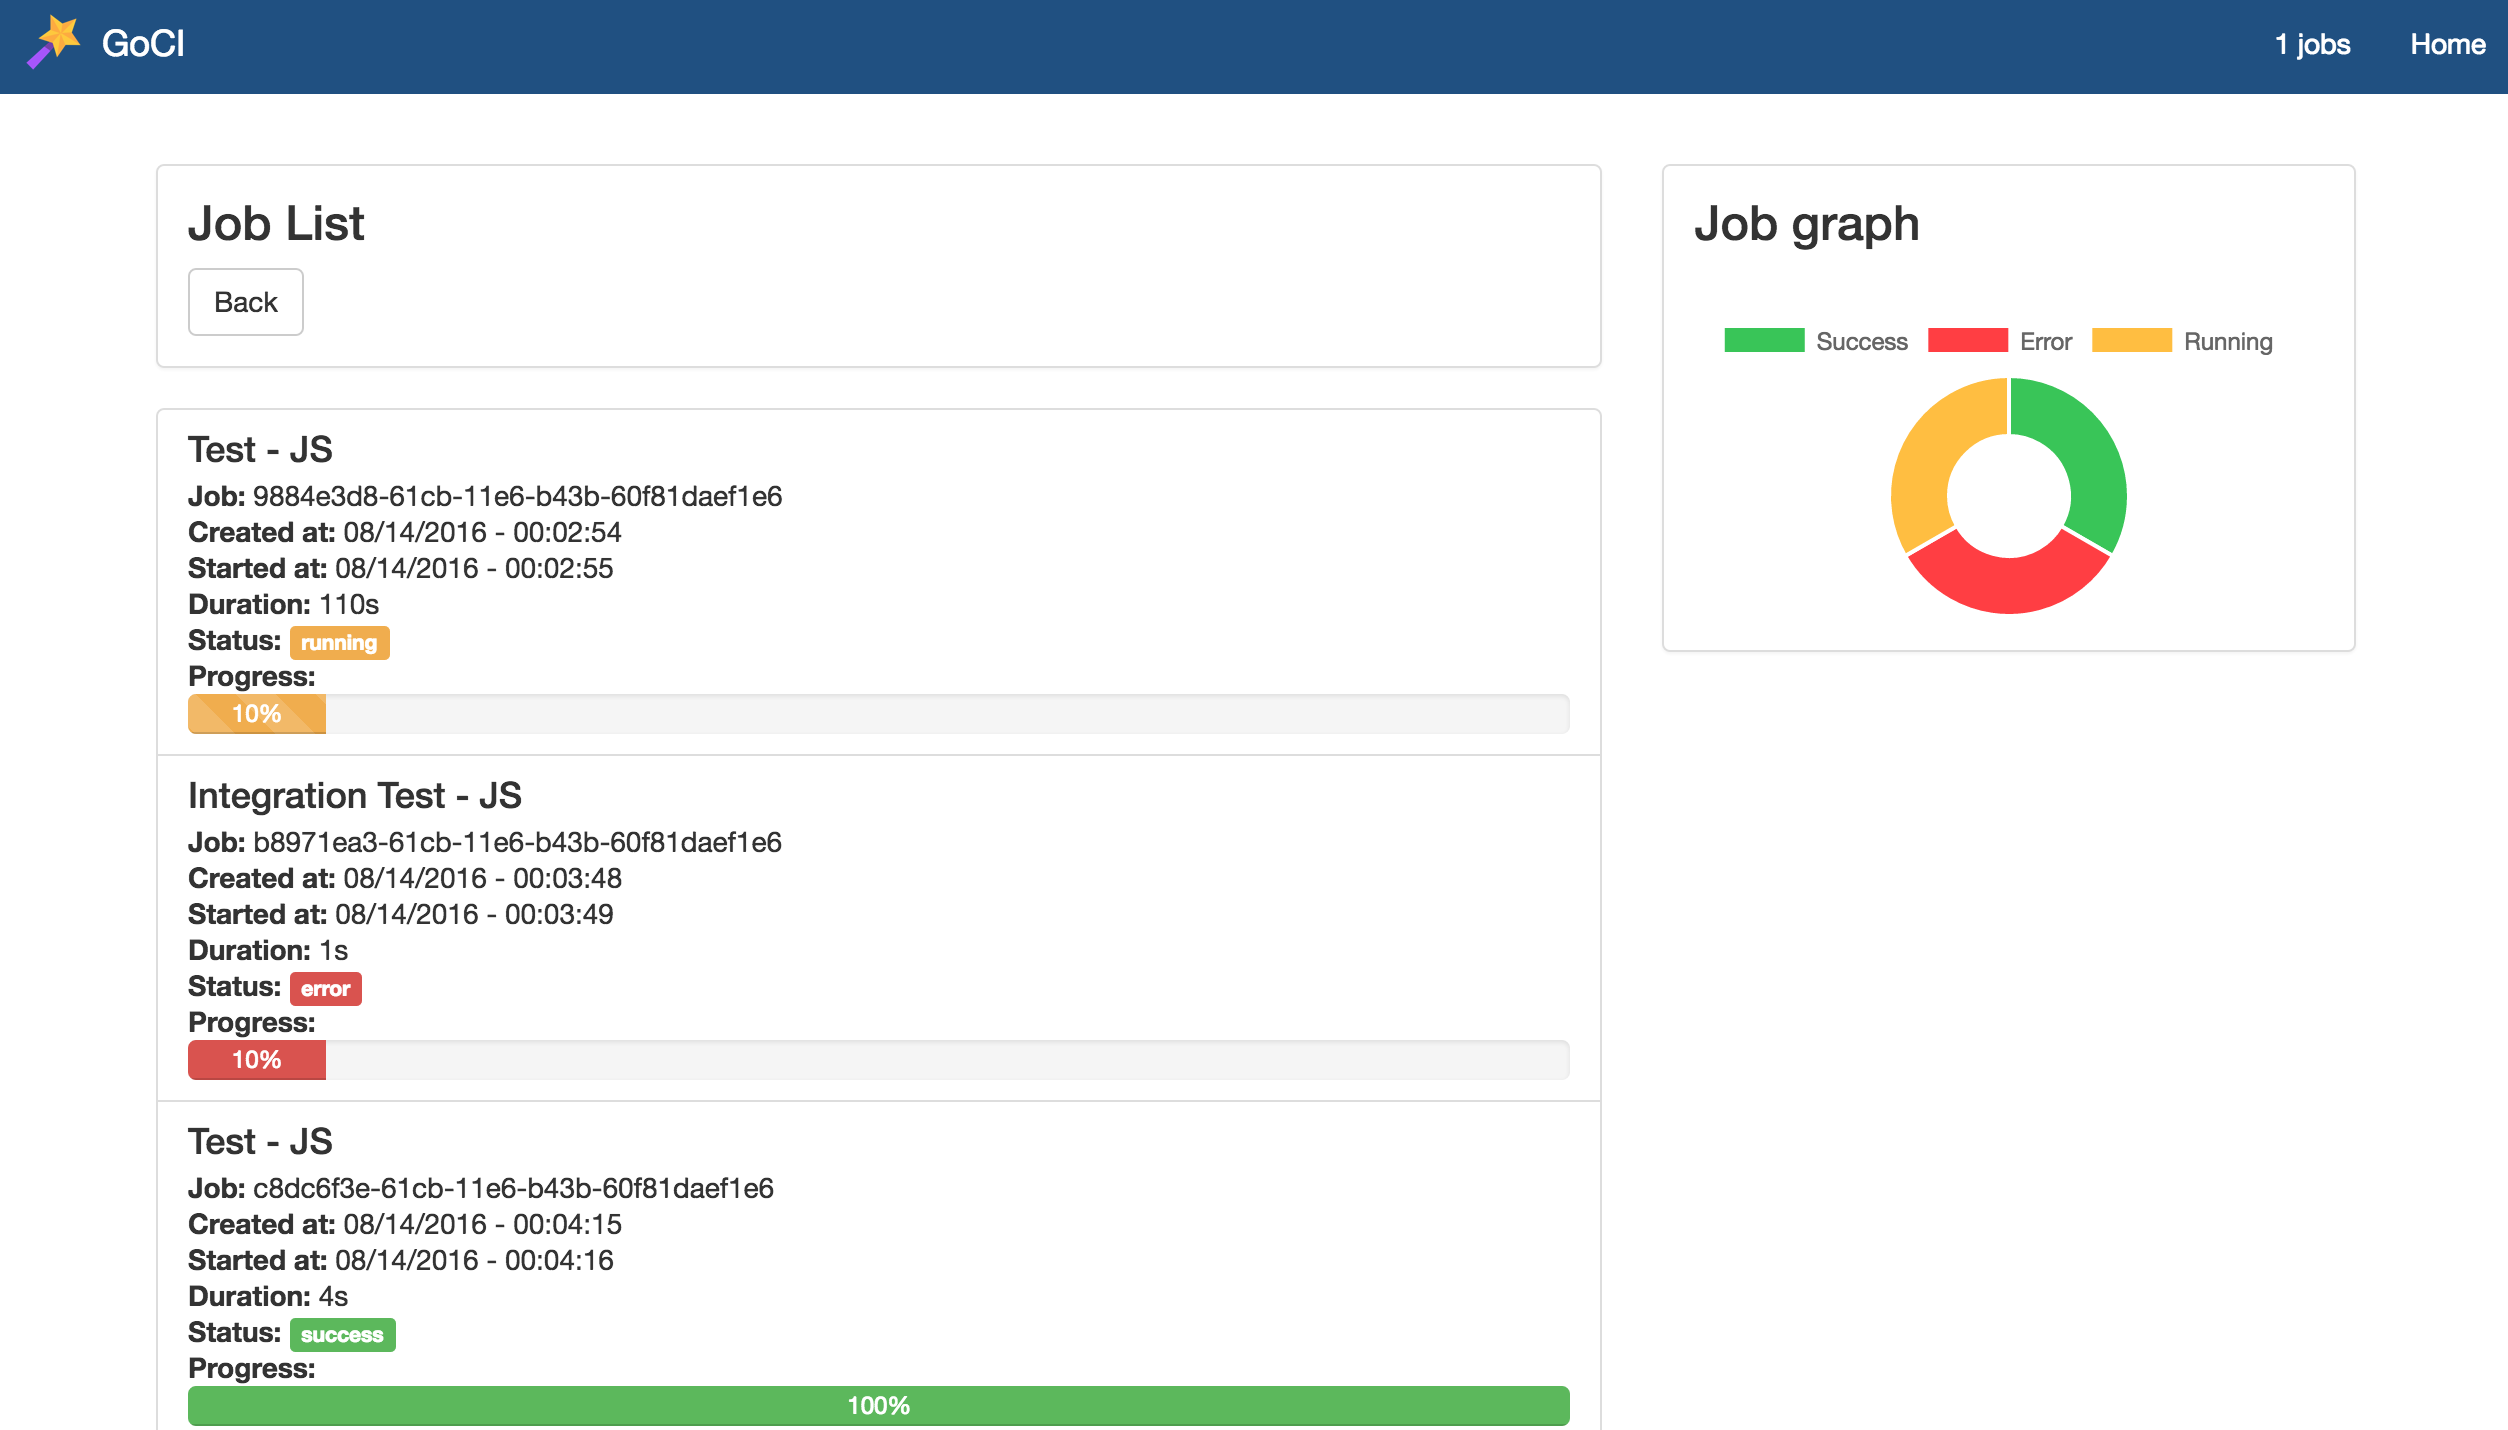 GoCI
1 jobs
Home
Job List
Back
Test - JS
Job: 9884e3d8-61cb-11e6-b43b-60f81daef1e6
Created at: 08/14/2016 - 00:02:54
Started at: 08/14/2016 - 00:02:55
Duration: 110s
Status: running
Progress:
10%
Integration Test - JS
Job: b8971ea3-61cb-11e6-b43b-60f81daef1e6
Created at: 08/14/2016 - 00:03:48
Started at: 08/14/2016 - 00:03:49
Duration: 1s
Status: error
Progress:
10%
Test - JS
Job: c8dc6f3e-61cb-11e6-b43b-60f81daef1e6
Created at: 08/14/2016 - 00:04:15
Started at: 08/14/2016 - 00:04:16
Duration: 4s
Status: success
Progress:
100%
Job graph
Success Error Running